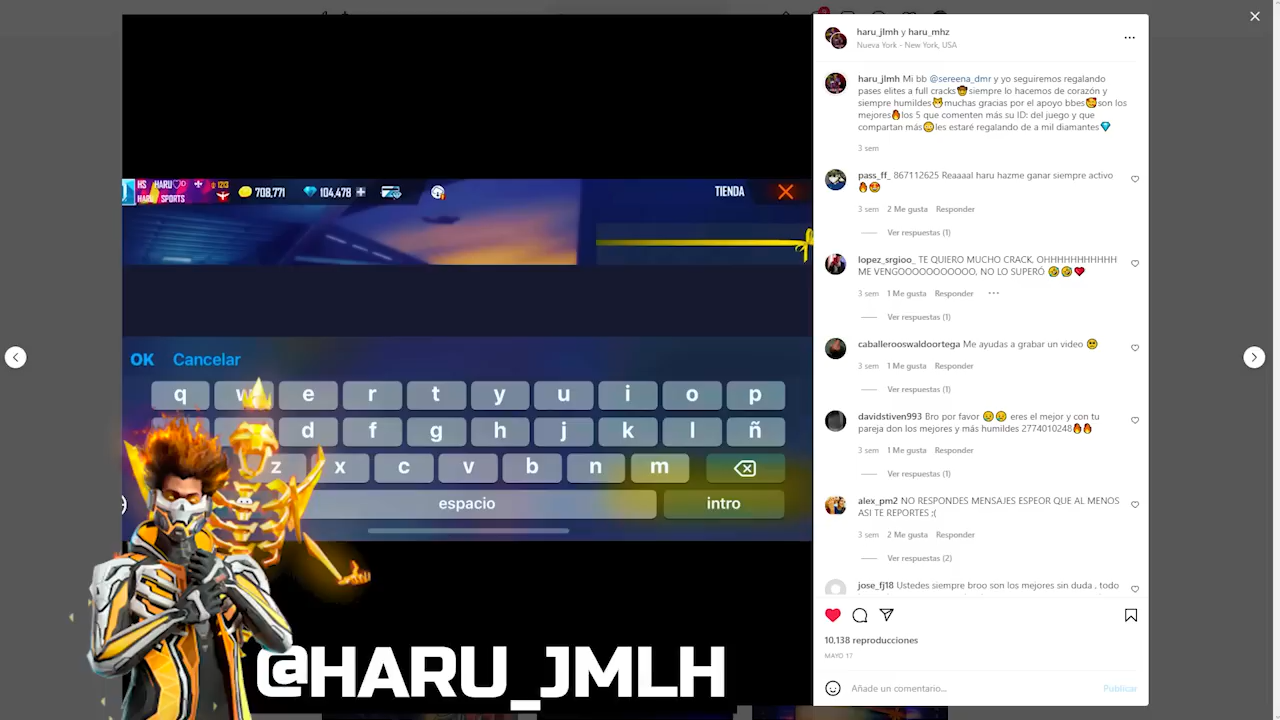 HS HARU♡○ 1213
HARU SPORTS
708,771
104,478
TIENDA
OK Cancelar
q w e r t y u i o p
d f g h j k l ñ
z x c v b n m
espacio intro
@HARU_JMLH
haru_jlmh y haru_mhz
Nueva York - New York, USA
haru_jlmh Mi bb @sereena_dmr y yo seguiremos regalando
pases elites a full cracks🤠siempre lo hacemos de corazón y
siempre humildes😁muchas gracias por el apoyo bbes🥰son los
mejores🔥los 5 que comenten más su ID: del juego y que
compartan más😳les estaré regalando de a mil diamantes💎
3 sem
pass_ff_ 867112625 Reaaaal haru hazme ganar siempre activo
🔥😍
3 sem 2 Me gusta Responder
Ver respuestas (1)
lopez_srgioo_ TE QUIERO MUCHO CRACK, OHHHHHHHHHHH
ME VENGOOOOOOOOOOO, NO LO SUPERÓ 🤣🤣❤️
3 sem 1 Me gusta Responder
Ver respuestas (1)
caballerooswaldoortega Me ayudas a grabar un video 🥺
3 sem 1 Me gusta Responder
Ver respuestas (1)
davidstiven993 Bro por favor 😢😢 eres el mejor y con tu
pareja don los mejores y más humildes 2774010248🔥🔥
3 sem 1 Me gusta Responder
Ver respuestas (1)
alex_pm2 NO RESPONDES MENSAJES ESPEOR QUE AL MENOS
ASI TE REPORTES ;(
3 sem 2 Me gusta Responder
Ver respuestas (2)
jose_fj18 Ustedes siempre broo son los mejores sin duda , todo
10,138 reproducciones
MAYO 17
Añade un comentario...
Publicar